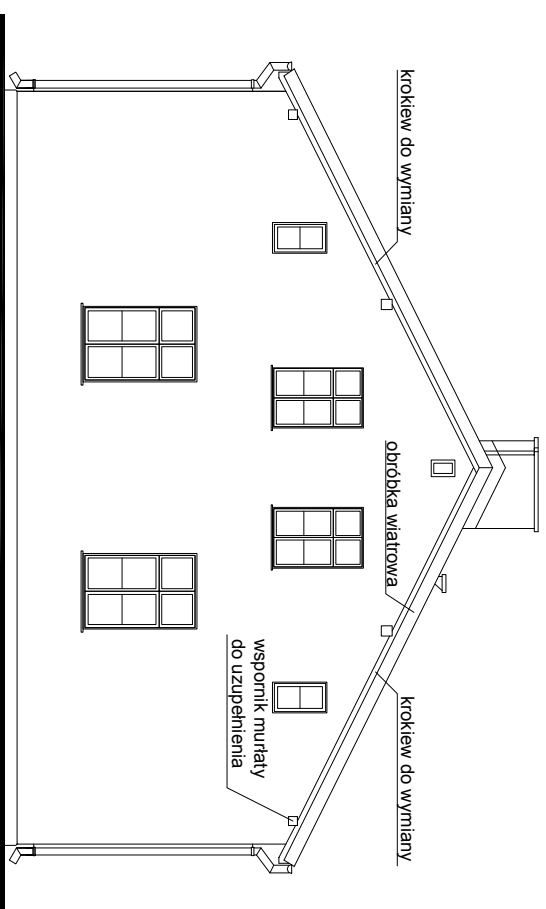 krokiew do wymiany
obróbka wiatrowa
krokiew do wymiany
wspornik murłaty
do uzupełnienia